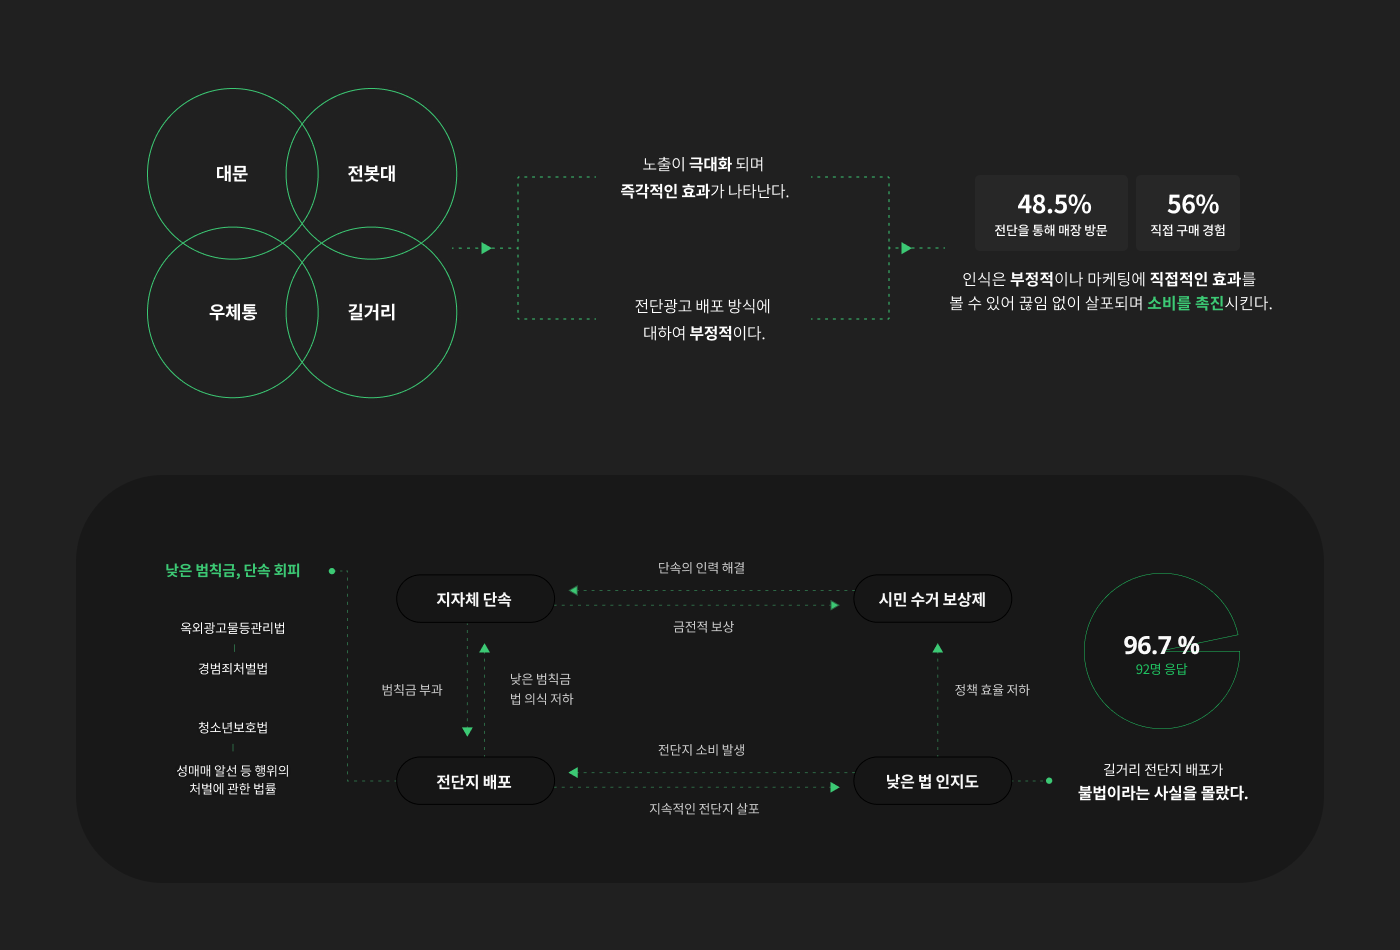 대문
전봇대
우체통
길거리
노출이 극대화 되며
즉각적인 효과가 나타난다.
전단광고 배포 방식에
대하여 부정적이다.
48.5%
전단을 통해 매장 방문
56%
직접 구매 경험
인식은 부정적이나 마케팅에 직접적인 효과를
볼 수 있어 끊임 없이 살포되며 소비를 촉진시킨다.
낮은 범칙금, 단속 회피
옥외광고물등관리법
경범죄처벌법
청소년보호법
성매매 알선 등 행위의
처벌에 관한 법률
지자체 단속
단속의 인력 해결
금전적 보상
시민 수거 보상제
범칙금 부과
낮은 범칙금
법 의식 저하
정책 효율 저하
전단지 배포
전단지 소비 발생
지속적인 전단지 살포
낮은 법 인지도
96.7 %
92명 응답
길거리 전단지 배포가
불법이라는 사실을 몰랐다.